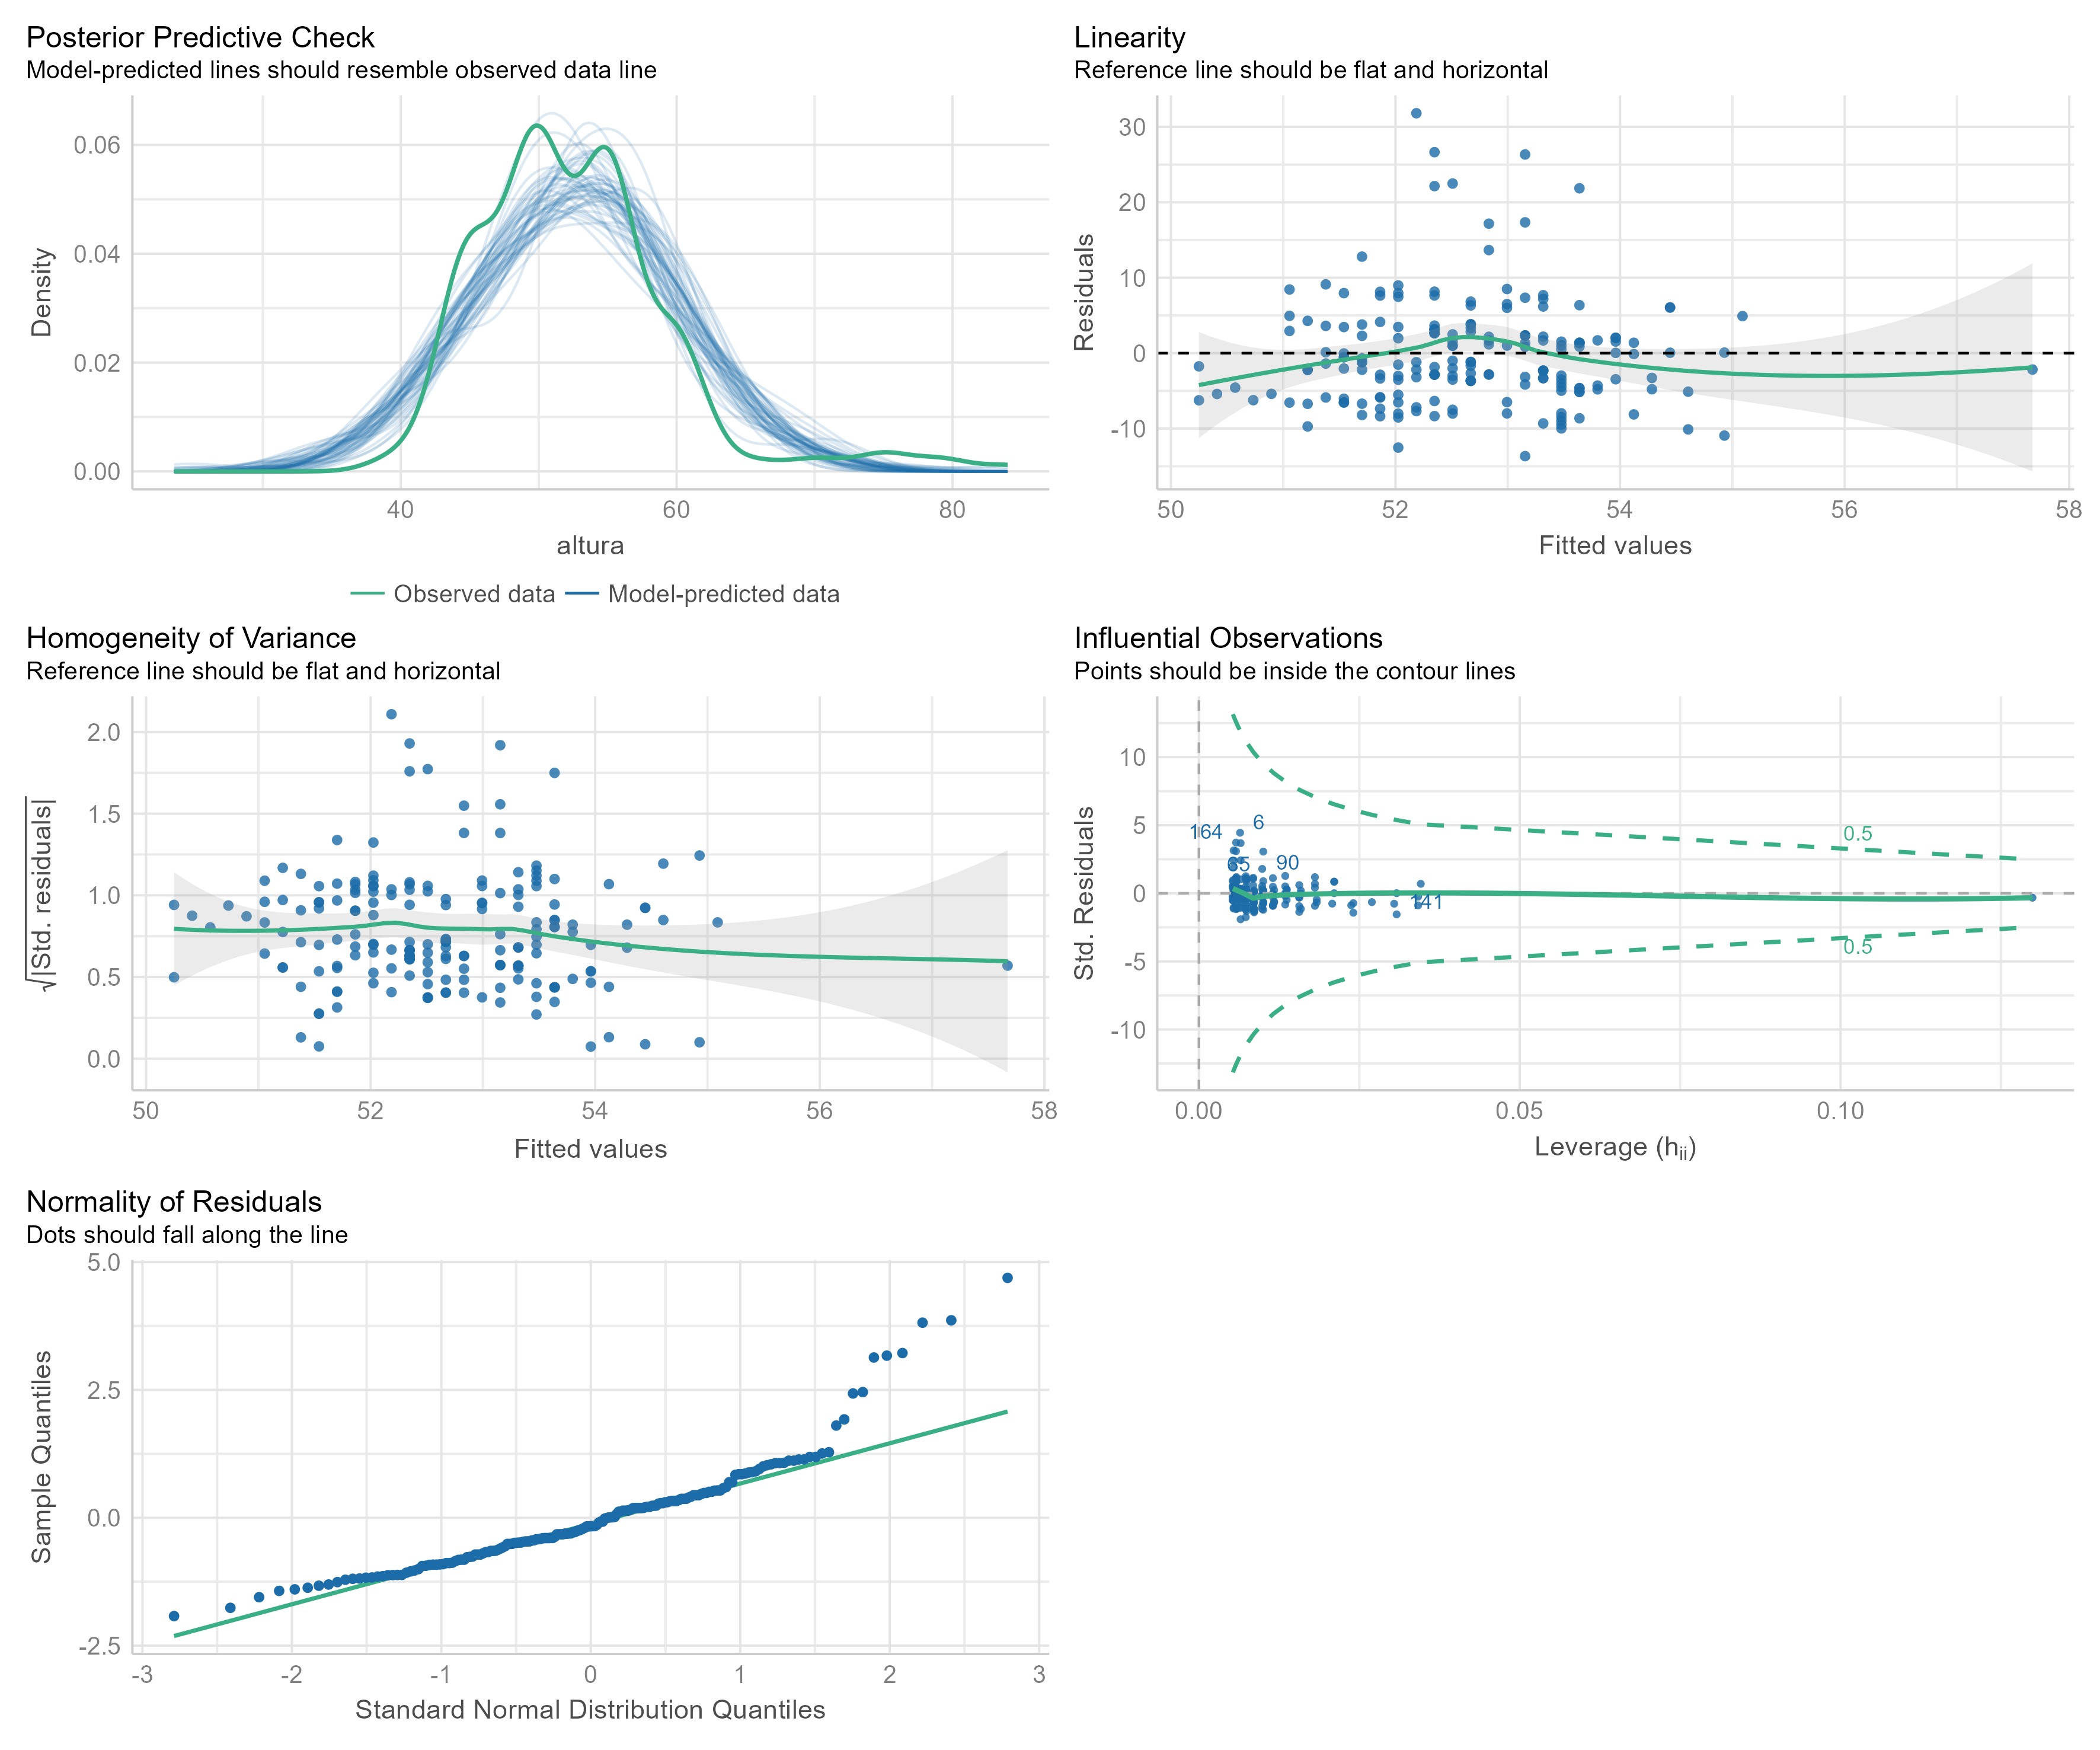 Posterior Predictive Check
Model-predicted lines should resemble observed data line
0.06
0.04
0.02
0.00
Density
40 60 80
altura
Observed data Model-predicted data
Linearity
Reference line should be flat and horizontal
30
20
10
0
-10
Residuals
50 52 54 56 58
Fitted values
Homogeneity of Variance
Reference line should be flat and horizontal
2.0
1.5
1.0
0.5
0.0
√|Std. residuals|
50 52 54 56 58
Fitted values
Influential Observations
Points should be inside the contour lines
10
5
0
-5
-10
Std. Residuals
164 6
65 90
141
0.5
0.5
0.00 0.05 0.10
Leverage (hii)
Normality of Residuals
Dots should fall along the line
5.0
2.5
0.0
-2.5
Sample Quantiles
-3 -2 -1 0 1 2 3
Standard Normal Distribution Quantiles